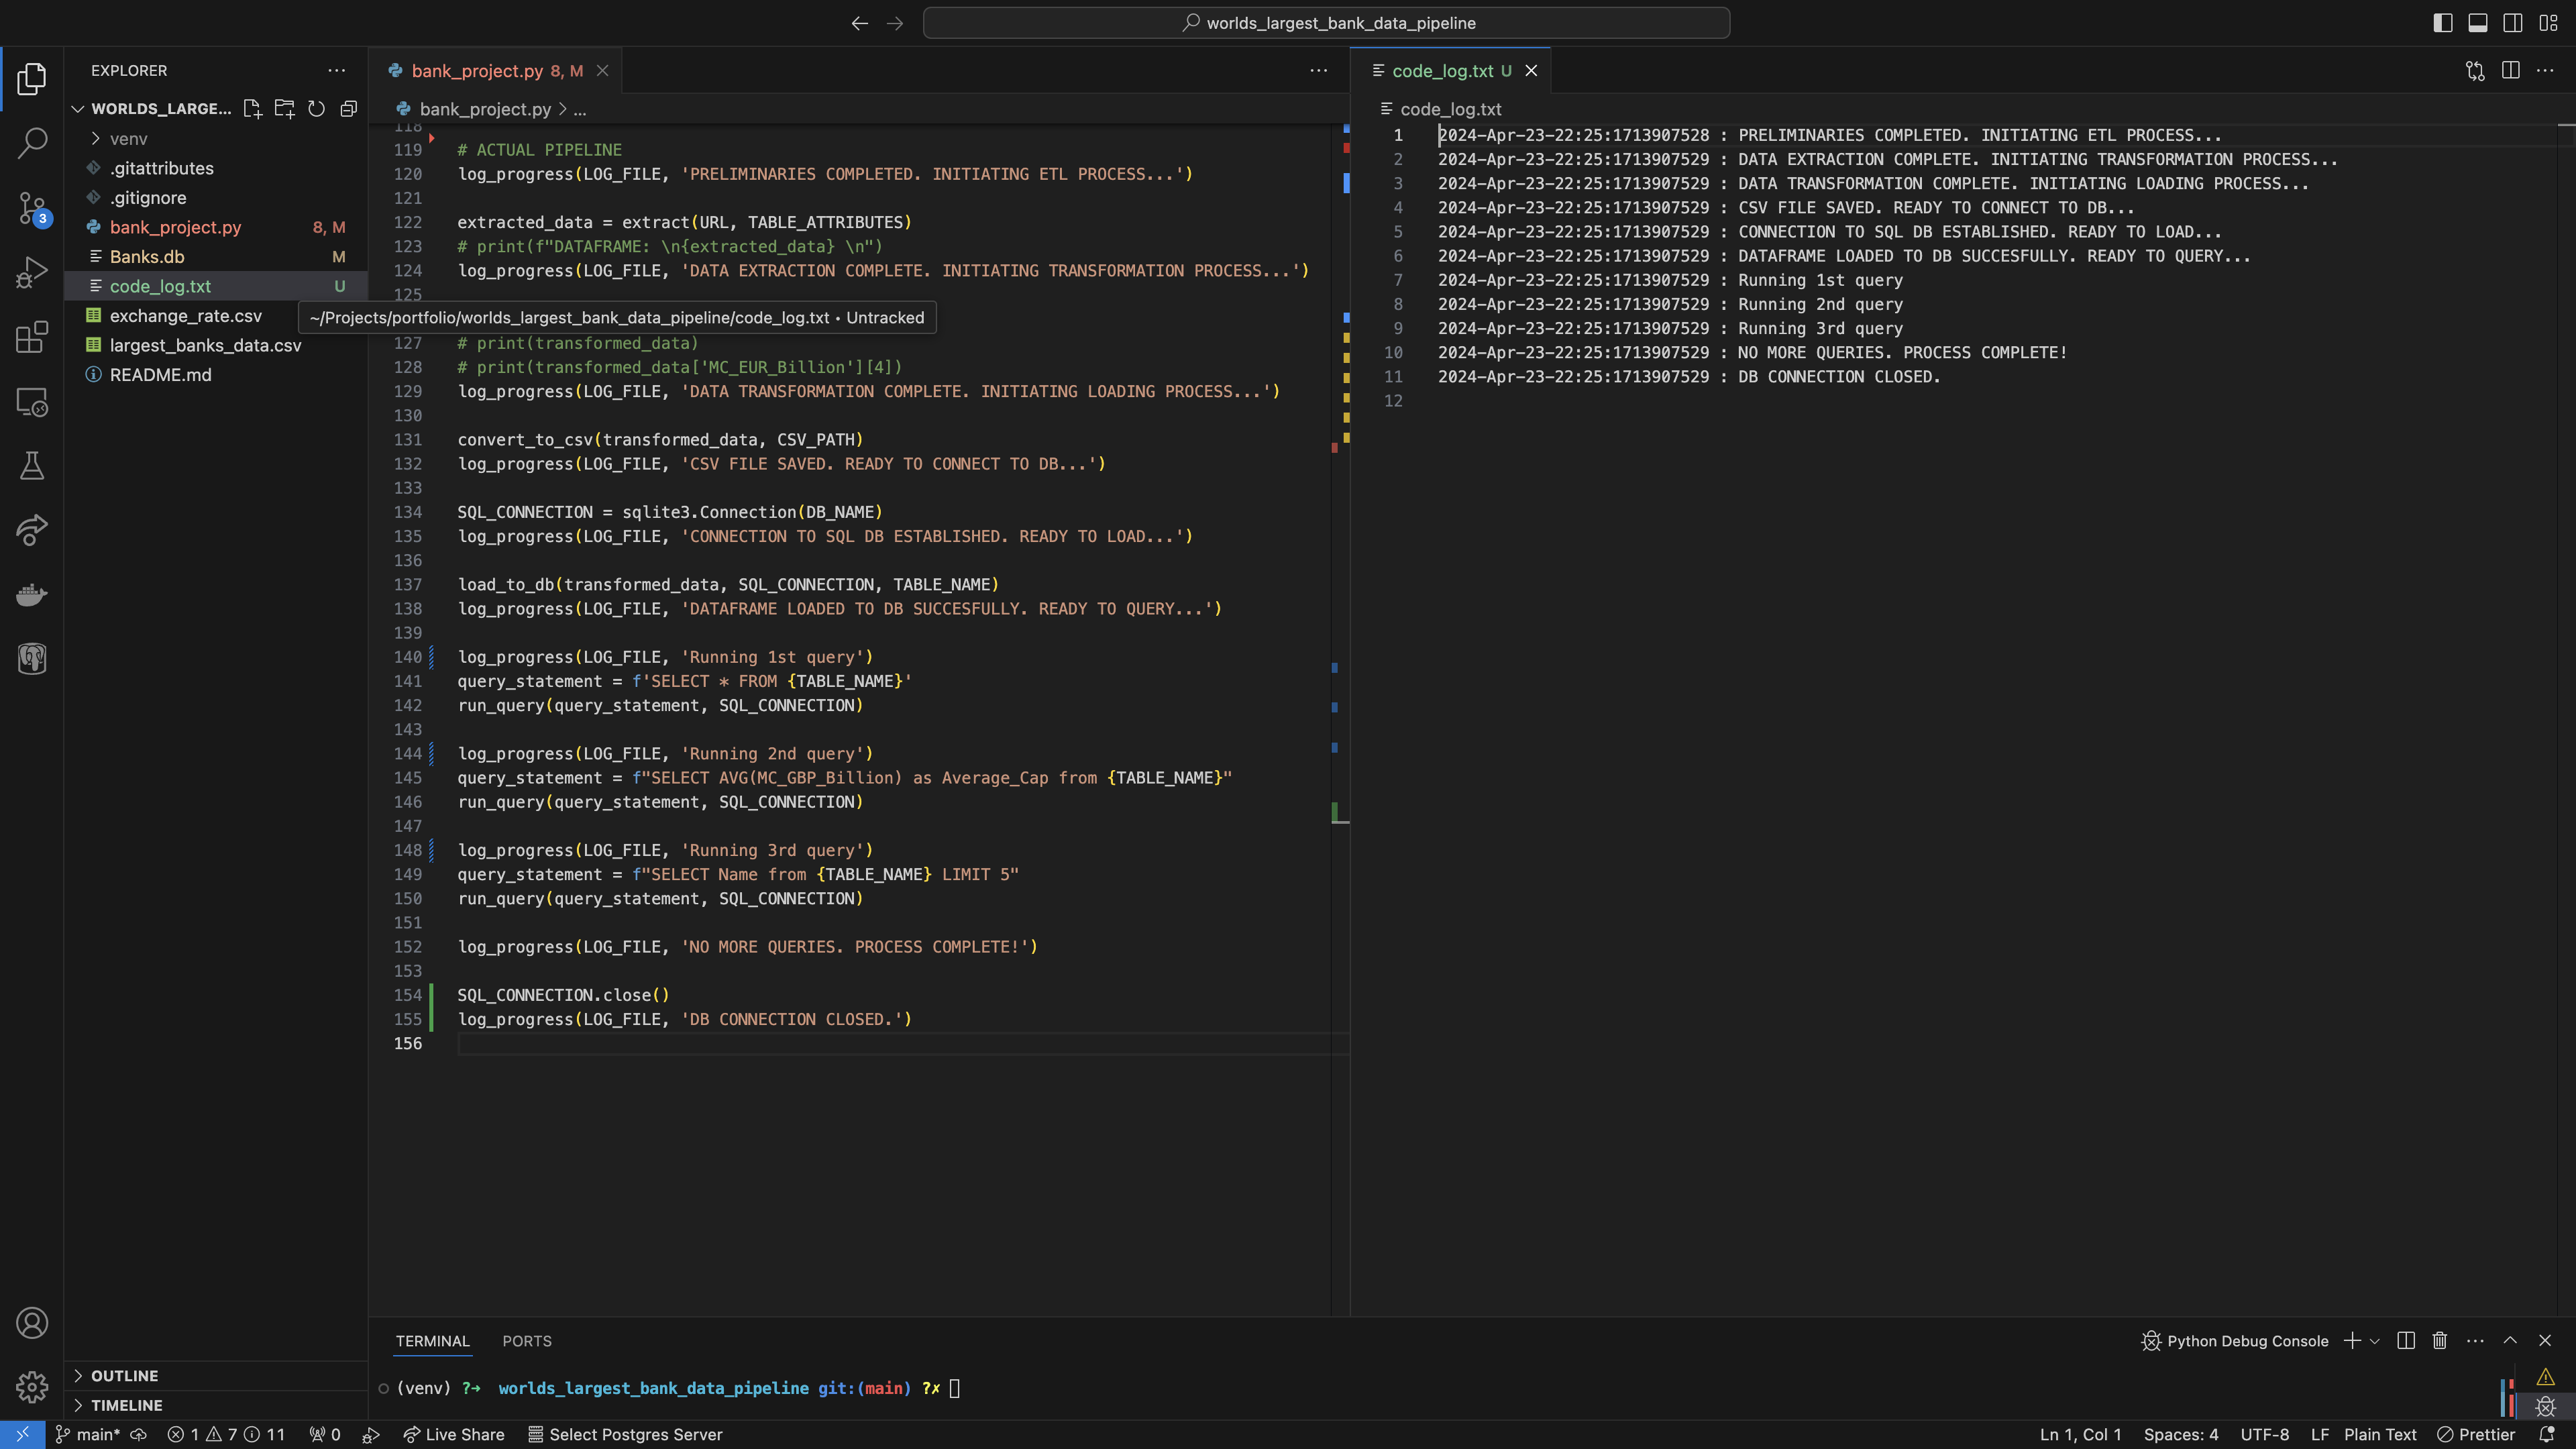 worlds_largest_bank_data_pipeline
EXPLORER
WORLDS_LARGE...
venv
.gitattributes
.gitignore
bank_project.py 8, M
Banks.db M
code_log.txt U
exchange_rate.csv
largest_banks_data.csv
README.md
OUTLINE
TIMELINE
bank_project.py 8, M
bank_project.py > ...
118
119 # ACTUAL PIPELINE
120 log_progress(LOG_FILE, 'PRELIMINARIES COMPLETED. INITIATING ETL PROCESS...')
121
122 extracted_data = extract(URL, TABLE_ATTRIBUTES)
123 # print(f"DATAFRAME: \n{extracted_data} \n")
124 log_progress(LOG_FILE, 'DATA EXTRACTION COMPLETE. INITIATING TRANSFORMATION PROCESS...')
125
~/Projects/portfolio/worlds_largest_bank_data_pipeline/code_log.txt • Untracked
127 # print(transformed_data)
128 # print(transformed_data['MC_EUR_Billion'][4])
129 log_progress(LOG_FILE, 'DATA TRANSFORMATION COMPLETE. INITIATING LOADING PROCESS...')
130
131 convert_to_csv(transformed_data, CSV_PATH)
132 log_progress(LOG_FILE, 'CSV FILE SAVED. READY TO CONNECT TO DB...')
133
134 SQL_CONNECTION = sqlite3.Connection(DB_NAME)
135 log_progress(LOG_FILE, 'CONNECTION TO SQL DB ESTABLISHED. READY TO LOAD...')
136
137 load_to_db(transformed_data, SQL_CONNECTION, TABLE_NAME)
138 log_progress(LOG_FILE, 'DATAFRAME LOADED TO DB SUCCESFULLY. READY TO QUERY...')
139
140 log_progress(LOG_FILE, 'Running 1st query')
141 query_statement = f'SELECT * FROM {TABLE_NAME}'
142 run_query(query_statement, SQL_CONNECTION)
143
144 log_progress(LOG_FILE, 'Running 2nd query')
145 query_statement = f"SELECT AVG(MC_GBP_Billion) as Average_Cap from {TABLE_NAME}"
146 run_query(query_statement, SQL_CONNECTION)
147
148 log_progress(LOG_FILE, 'Running 3rd query')
149 query_statement = f"SELECT Name from {TABLE_NAME} LIMIT 5"
150 run_query(query_statement, SQL_CONNECTION)
151
152 log_progress(LOG_FILE, 'NO MORE QUERIES. PROCESS COMPLETE!')
153
154 SQL_CONNECTION.close()
155 log_progress(LOG_FILE, 'DB CONNECTION CLOSED.')
156
code_log.txt U
code_log.txt
1 2024-Apr-23-22:25:1713907528 : PRELIMINARIES COMPLETED. INITIATING ETL PROCESS...
2 2024-Apr-23-22:25:1713907529 : DATA EXTRACTION COMPLETE. INITIATING TRANSFORMATION PROCESS...
3 2024-Apr-23-22:25:1713907529 : DATA TRANSFORMATION COMPLETE. INITIATING LOADING PROCESS...
4 2024-Apr-23-22:25:1713907529 : CSV FILE SAVED. READY TO CONNECT TO DB...
5 2024-Apr-23-22:25:1713907529 : CONNECTION TO SQL DB ESTABLISHED. READY TO LOAD...
6 2024-Apr-23-22:25:1713907529 : DATAFRAME LOADED TO DB SUCCESFULLY. READY TO QUERY...
7 2024-Apr-23-22:25:1713907529 : Running 1st query
8 2024-Apr-23-22:25:1713907529 : Running 2nd query
9 2024-Apr-23-22:25:1713907529 : Running 3rd query
10 2024-Apr-23-22:25:1713907529 : NO MORE QUERIES. PROCESS COMPLETE!
11 2024-Apr-23-22:25:1713907529 : DB CONNECTION CLOSED.
12
3
TERMINAL PORTS
Python Debug Console
(venv) ?→ worlds_largest_bank_data_pipeline git:(main) ?✗
main* 1 7 11 0 Live Share Select Postgres Server
Ln 1, Col 1 Spaces: 4 UTF-8 LF Plain Text Prettier